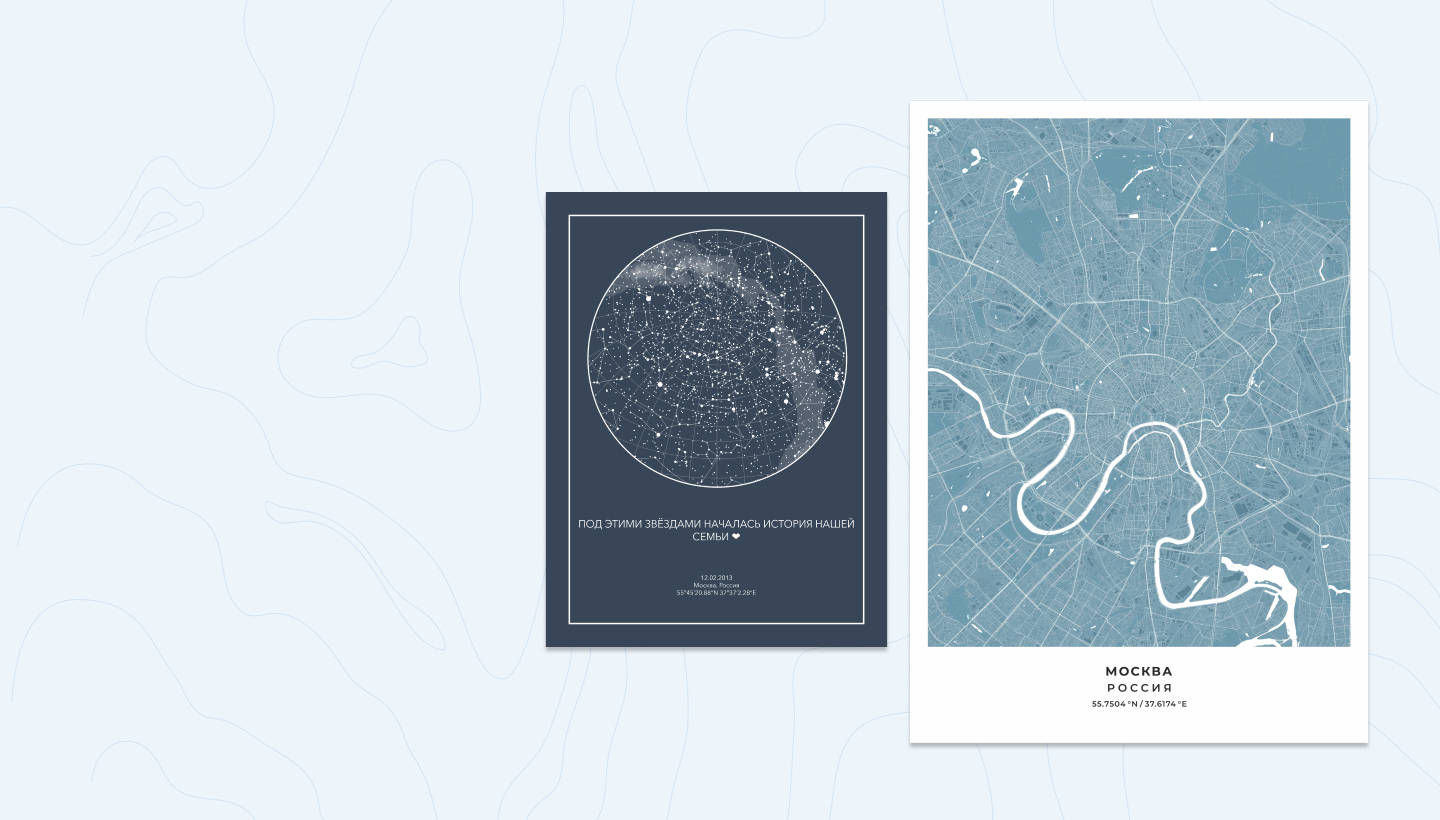 ПОД ЭТИМИ ЗВЁЗДАМИ НАЧАЛАСЬ ИСТОРИЯ НАШЕЙ
СЕМЬИ ❤
12.02.2013
Москва, Россия
55°45'20.88"N 37°37'2.28"E
МОСКВА
РОССИЯ
55.7504 °N / 37.6174 °E